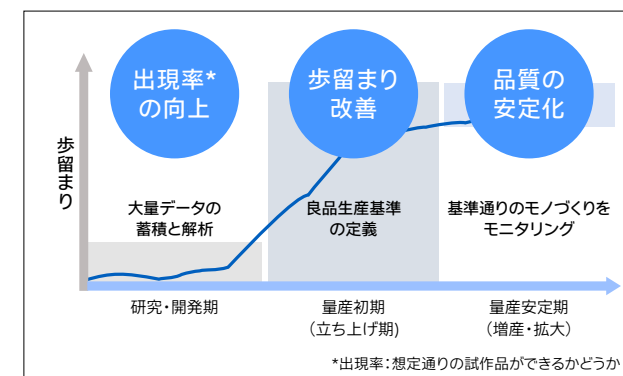 出現率*
の向上
歩留まり
改善
品質の
安定化
歩留まり
大量データの
蓄積と解析
良品生産基準
の定義
基準通りのモノづくりを
モニタリング
研究・開発期
量産初期
(立ち上げ期)
量産安定期
(増産・拡大)
*出現率：想定通りの試作品ができるかどうか